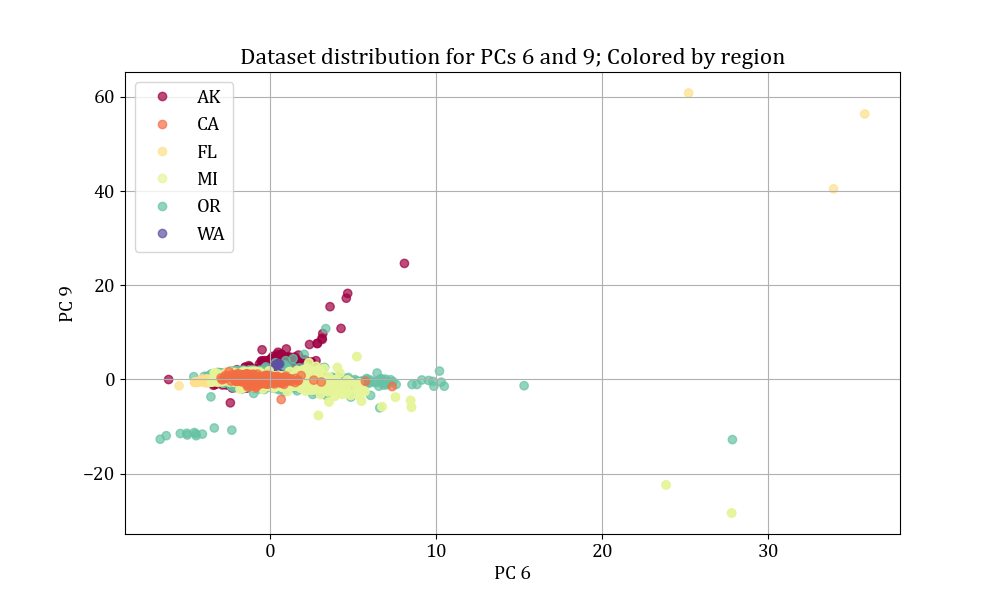 Dataset distribution for PCs 6 and 9; Colored by region
AK
CA
FL
MI
OR
WA
60
40
20
0
−20
PC 9
0
10
20
30
PC 6